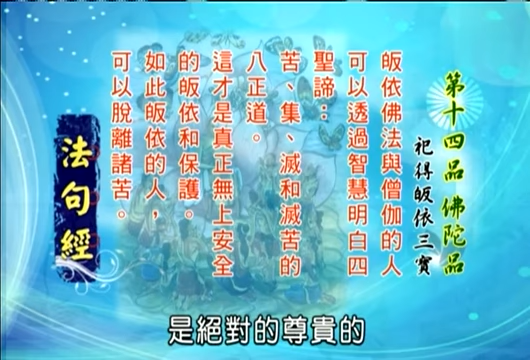 第十四品 佛陀品
祀得皈依三寶
皈依佛法與僧伽的人
可以透過智慧明白四
聖諦：
苦、集、滅和滅苦的
八正道。
這才是真正無上安全
的皈依和保護。
如此皈依的人，
可以脫離諸苦。
法句經
是絕對的尊貴的